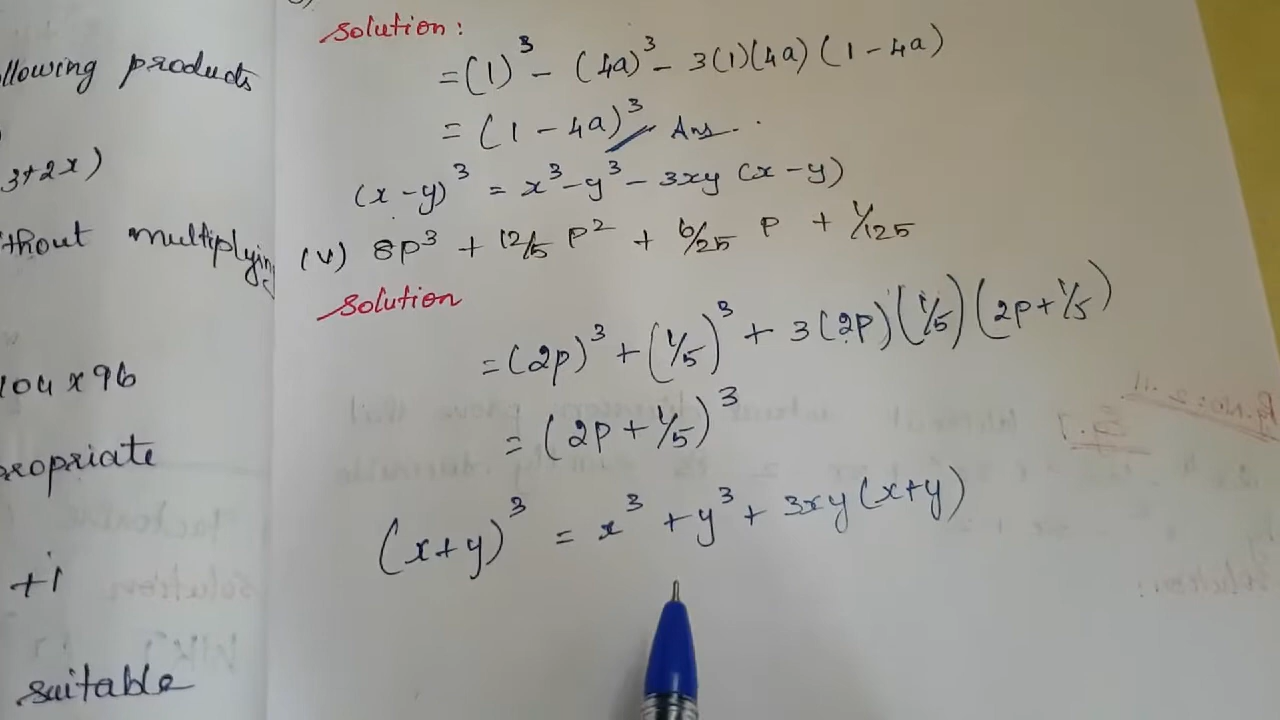 llowing products
3+2x)
ithout multiplying
104 x 96
ropriate
+1
suitable
Solution:
= (1)³ - (4a)³ - 3(1)(4a)(1-4a)
= (1-4a)³ Ans.
(x-y)³ = x³-y³-3xy (x-y)
(v) 8p³ + 12/5 p² + 6/25 p + 1/125
Solution
= (2p)³ + (1/5)³ + 3(2p)(1/5)(2p+1/5)
= (2p+1/5)³
(x+y)³ = x³+y³+3xy(x+y)